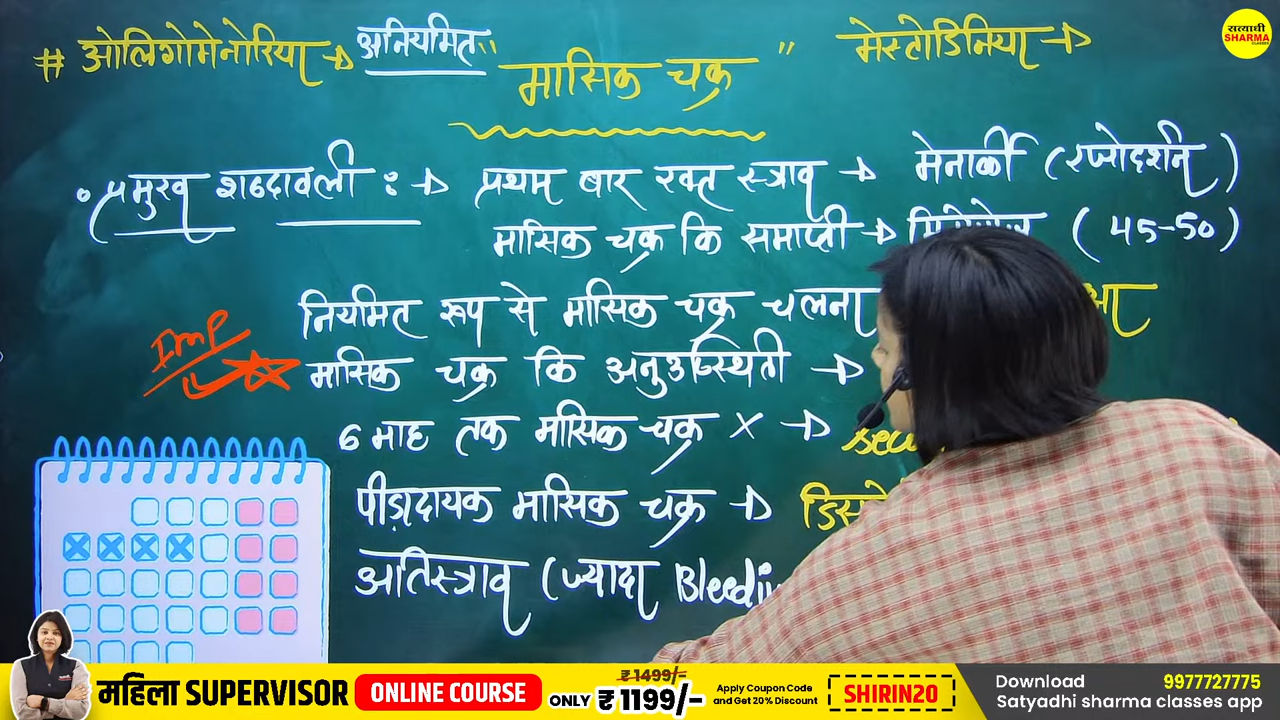 # ओलिगोमेनोरिया → अनियमित
" मासिक चक्र "
मेस्टोडिनिया →
सत्याधी
SHARMA
CLASSES
• प्रमुख शब्दावली :→ प्रथम बार रक्त स्त्राव → मेनार्की (रजोदर्शन)
मासिक चक्र कि समाप्ती → (45-50)
नियमित रूप से मासिक चक्र चलना
IMP
मासिक चक्र कि अनुउपस्थिती →
6 माह तक मासिक चक्र × →
पीड़ादायक मासिक चक्र →
अतिस्त्राव (ज्यादा
महिला SUPERVISOR
ONLINE COURSE
₹ 1499/-
ONLY ₹ 1199/-
Apply Coupon Code
and Get 20% Discount
SHIRIN20
Download 9977727775
Satyadhi sharma classes app